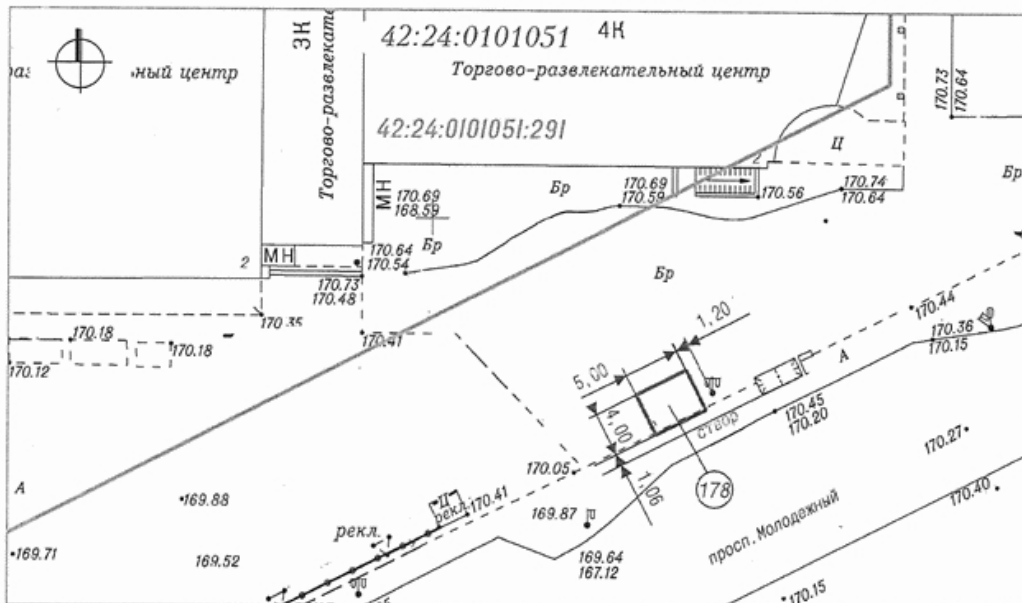 3К
42:24:0101051 4К
Торгово-развлекательный центр
ный центр
Торгово-развлекате
42:24:0101051:291
170.73
170.64
Ц
2
Бр
Бр
МН
170.69
168.59
Бр
170.69
170.59
170.56
170.74
170.64
МН
2
170.64
170.54
170.73
170.48
Бр
170.35
170.41
170.18
170.18
170.12
170.44
170.36
170.15
1,20
5,00
4,00
1,06
А
створ
170.45
170.20
178
170.05
170.27
170.40
просп. Молодежный
А
169.88
Ц
рекл.
170.41
рекл.
169.87
169.71
169.52
169.64
167.12
170.15